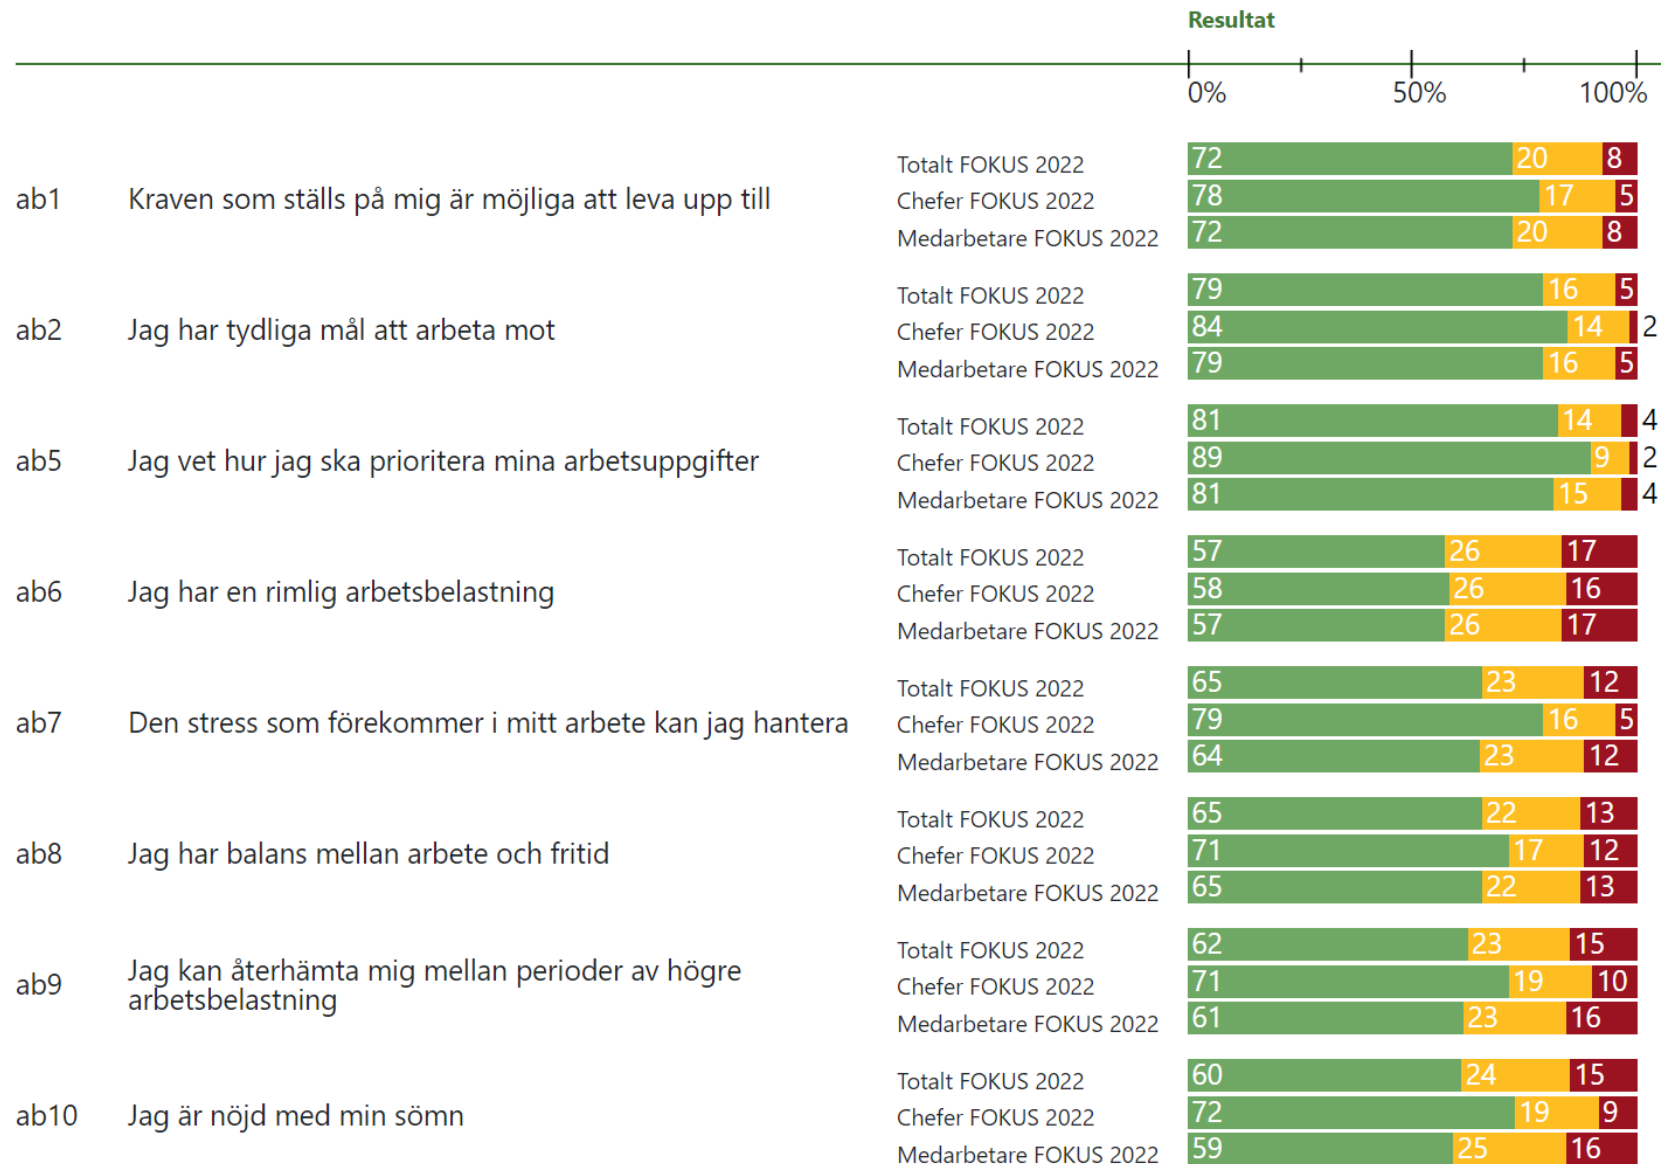 Resultat
0% 50% 100%
Totalt FOKUS 2022 72 20 8
ab1 Kraven som ställs på mig är möjliga att leva upp till Chefer FOKUS 2022 78 17 5
Medarbetare FOKUS 2022 72 20 8
Totalt FOKUS 2022 79 16 5
ab2 Jag har tydliga mål att arbeta mot Chefer FOKUS 2022 84 14 2
Medarbetare FOKUS 2022 79 16 5
Totalt FOKUS 2022 81 14 4
ab5 Jag vet hur jag ska prioritera mina arbetsuppgifter Chefer FOKUS 2022 89 9 2
Medarbetare FOKUS 2022 81 15 4
Totalt FOKUS 2022 57 26 17
ab6 Jag har en rimlig arbetsbelastning Chefer FOKUS 2022 58 26 16
Medarbetare FOKUS 2022 57 26 17
Totalt FOKUS 2022 65 23 12
ab7 Den stress som förekommer i mitt arbete kan jag hantera Chefer FOKUS 2022 79 16 5
Medarbetare FOKUS 2022 64 23 12
Totalt FOKUS 2022 65 22 13
ab8 Jag har balans mellan arbete och fritid Chefer FOKUS 2022 71 17 12
Medarbetare FOKUS 2022 65 22 13
Totalt FOKUS 2022 62 23 15
ab9 Jag kan återhämta mig mellan perioder av högre
arbetsbelastning Chefer FOKUS 2022 71 19 10
Medarbetare FOKUS 2022 61 23 16
Totalt FOKUS 2022 60 24 15
ab10 Jag är nöjd med min sömn Chefer FOKUS 2022 72 19 9
Medarbetare FOKUS 2022 59 25 16